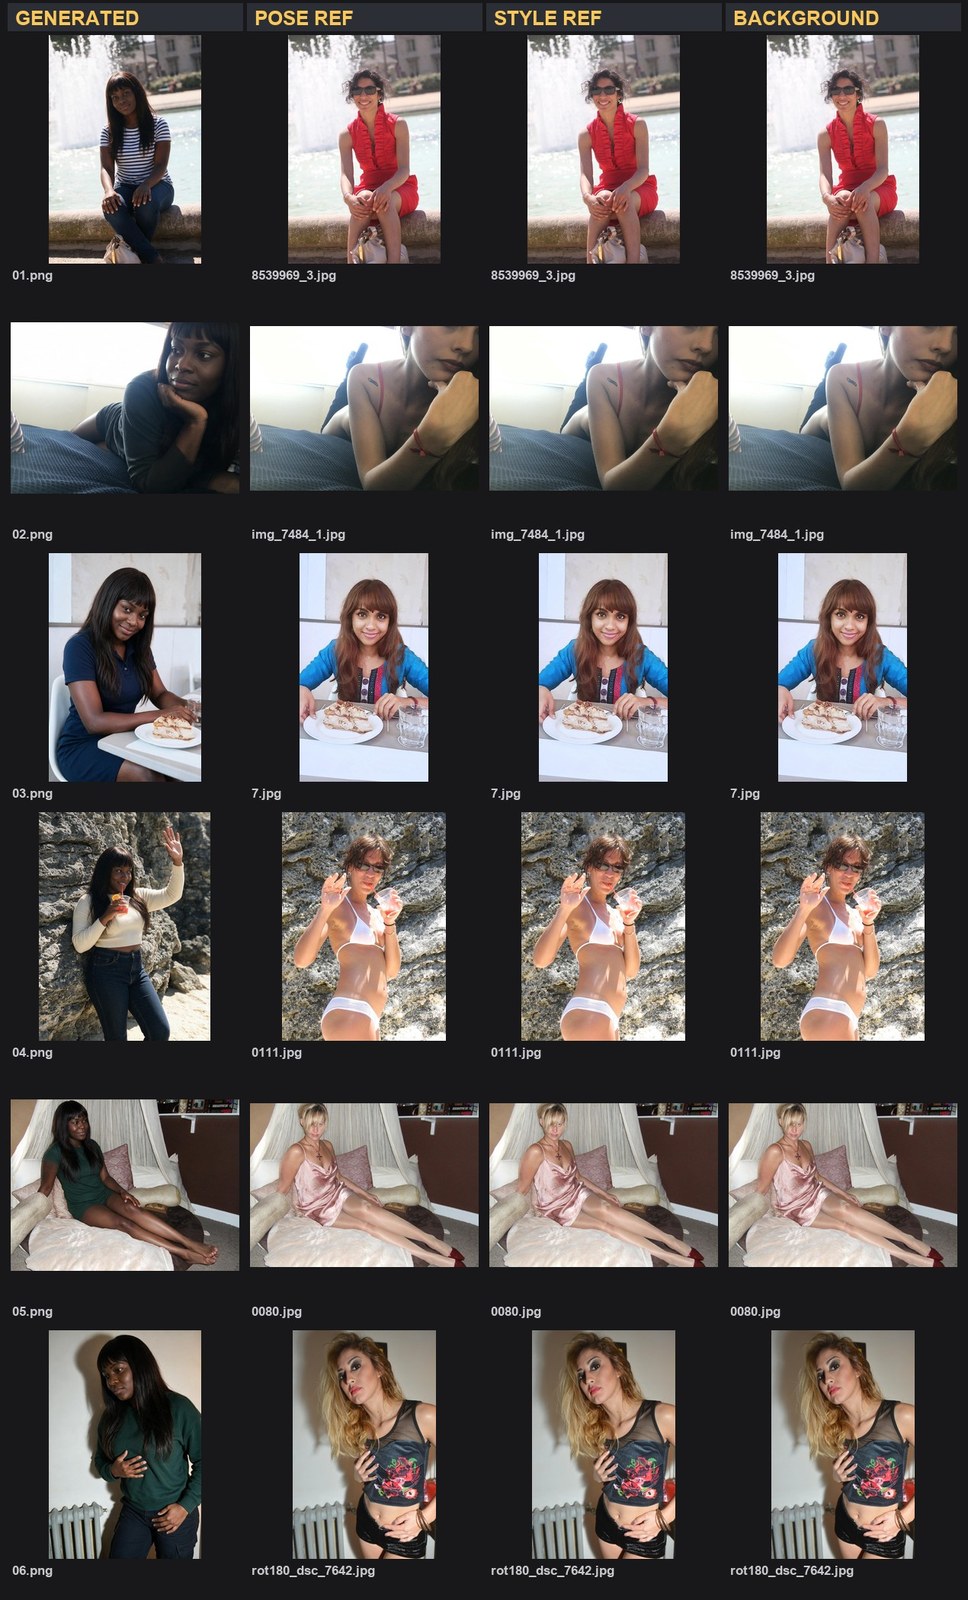 GENERATED POSE REF STYLE REF BACKGROUND
01.png 8539969_3.jpg 8539969_3.jpg 8539969_3.jpg
02.png img_7484_1.jpg img_7484_1.jpg img_7484_1.jpg
03.png 7.jpg 7.jpg 7.jpg
04.png 0111.jpg 0111.jpg 0111.jpg
05.png 0080.jpg 0080.jpg 0080.jpg
06.png rot180_dsc_7642.jpg rot180_dsc_7642.jpg rot180_dsc_7642.jpg